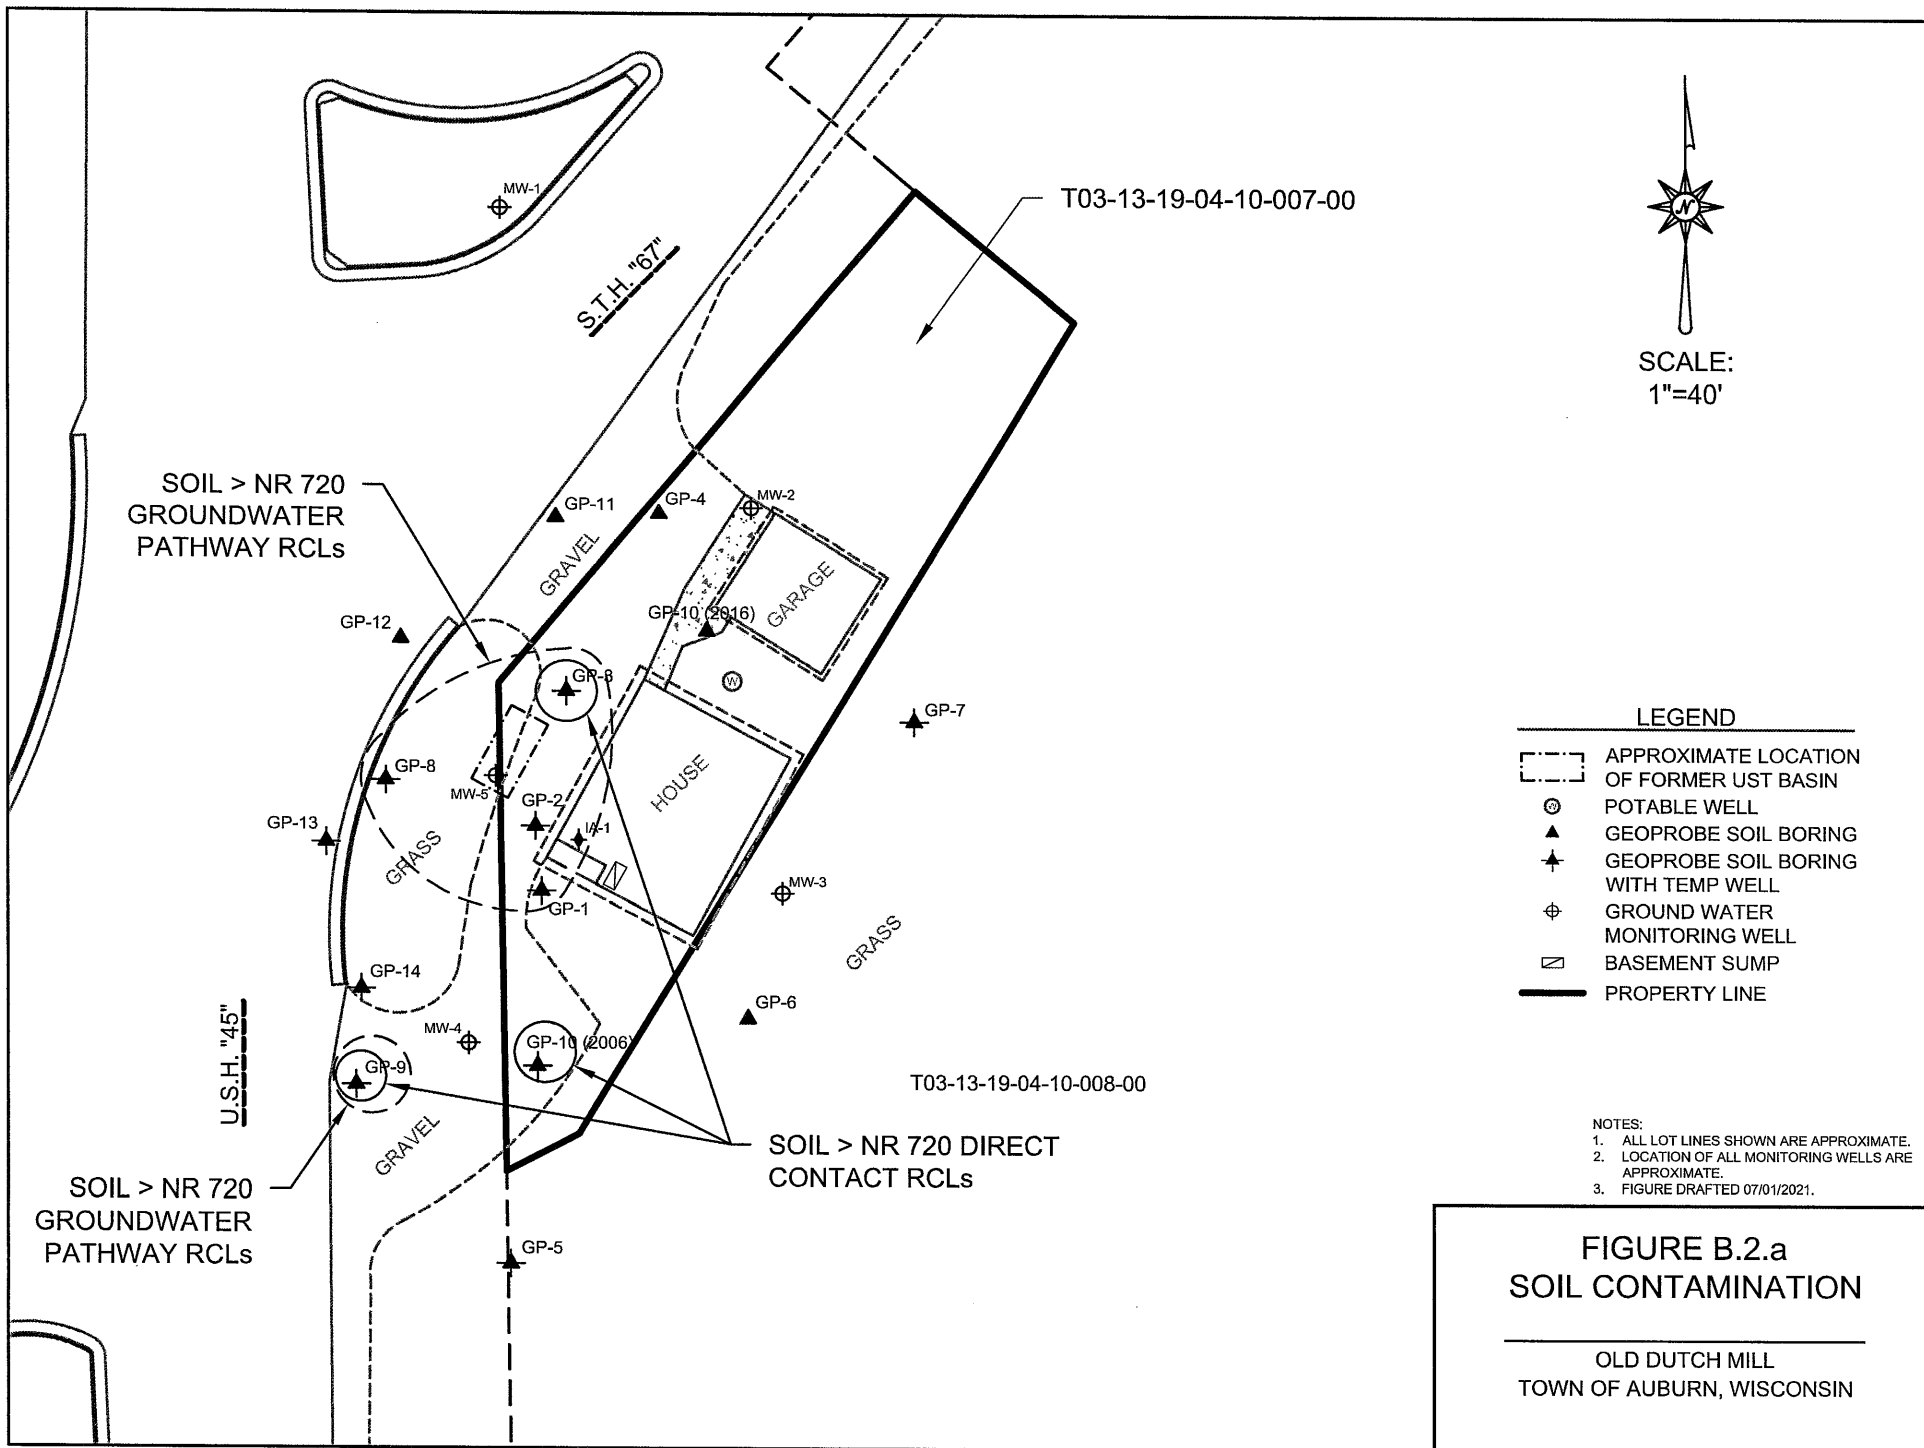 MW-1
S.T.H. "67"
T03-13-19-04-10-007-00
N
SCALE:
1"=40'
SOIL > NR 720
GROUNDWATER
PATHWAY RCLs
GP-11
GP-4
MW-2
GRAVEL
GARAGE
GP-10 (2016)
GP-12
GP-3
W
GP-7
GP-8
MW-5
HOUSE
GP-2
IA-1
GP-13
GRASS
MW-3
GP-1
GRASS
GP-14
GP-6
U.S.H. "45"
MW-4
GP-10 (2006)
GP-9
T03-13-19-04-10-008-00
GRAVEL
SOIL > NR 720 DIRECT
CONTACT RCLs
SOIL > NR 720
GROUNDWATER
PATHWAY RCLs
GP-5
LEGEND
APPROXIMATE LOCATION
OF FORMER UST BASIN
W POTABLE WELL
GEOPROBE SOIL BORING
GEOPROBE SOIL BORING
WITH TEMP WELL
GROUND WATER
MONITORING WELL
BASEMENT SUMP
PROPERTY LINE
NOTES:
1. ALL LOT LINES SHOWN ARE APPROXIMATE.
2. LOCATION OF ALL MONITORING WELLS ARE
APPROXIMATE.
3. FIGURE DRAFTED 07/01/2021.
FIGURE B.2.a
SOIL CONTAMINATION
OLD DUTCH MILL
TOWN OF AUBURN, WISCONSIN